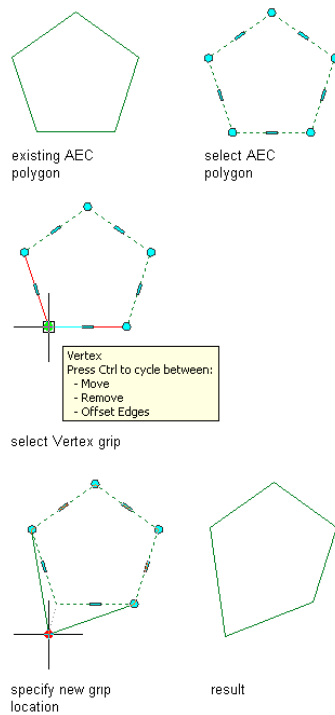 existing AEC
polygon
select AEC
polygon
Vertex
Press Ctrl to cycle between:
- Move
- Remove
- Offset Edges
select Vertex grip
specify new grip
location
result